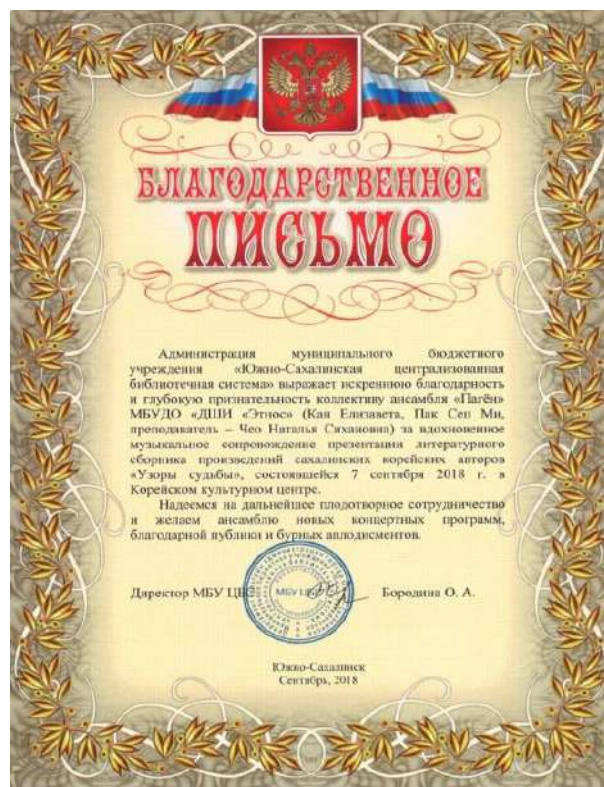 БЛАГОДАРСТВЕННОЕ
ПИСЬМО
Администрация муниципального бюджетного
учреждения «Южно-Сахалинская централизованная
библиотечная система» выражает искреннюю благодарность
и глубокую признательность коллективу ансамбля «Пагён»
МБУДО «ДШИ «Этнос» (Кан Елизавета, Пак Сен Ми,
преподаватель – Чео Наталья Сихановна) за вдохновенное
музыкальное сопровождение презентации литературного
сборника произведений сахалинских корейских авторов
«Узоры судьбы», состоявшейся 7 сентября 2018 г. в
Корейском культурном центре.
Надеемся на дальнейшее плодотворное сотрудничество
и желаем ансамблю новых концертных программ,
благодарной публики и бурных аплодисментов.
Директор МБУ ЦБС Бородина О. А.
Южно-Сахалинск
Сентябрь, 2018